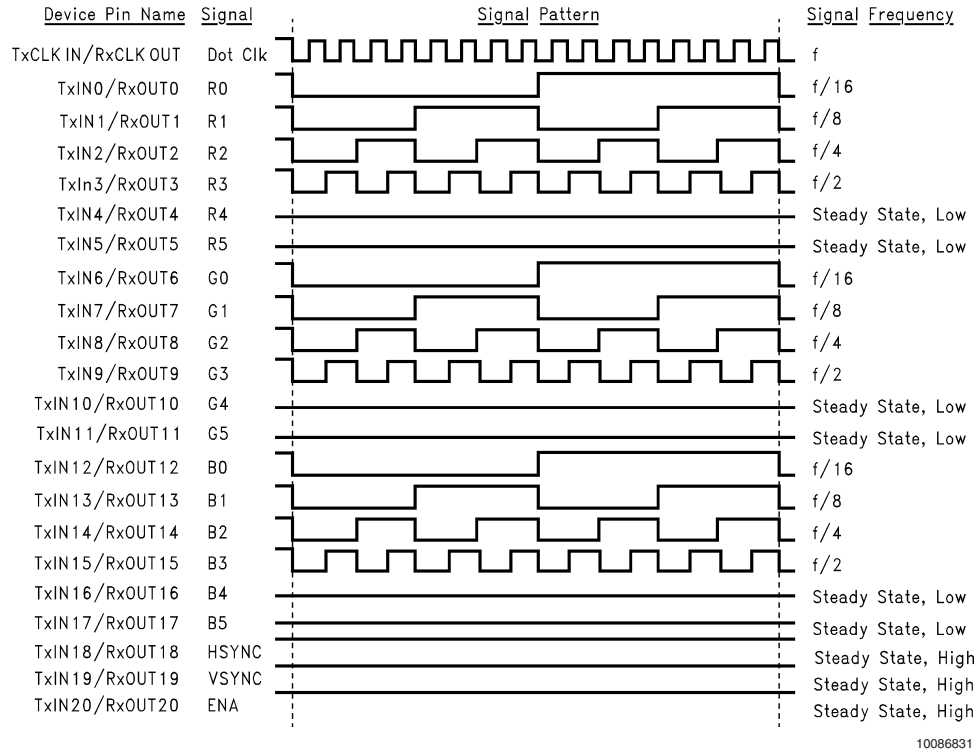 Device Pin Name Signal Signal Pattern Signal Frequency
TxCLK IN/RxCLK OUT Dot Clk f
TxIN0/RxOUT0 R0 f/16
TxIN1/RxOUT1 R1 f/8
TxIN2/RxOUT2 R2 f/4
TxIn3/RxOUT3 R3 f/2
TxIN4/RxOUT4 R4 Steady State, Low
TxIN5/RxOUT5 R5 Steady State, Low
TxIN6/RxOUT6 G0 f/16
TxIN7/RxOUT7 G1 f/8
TxIN8/RxOUT8 G2 f/4
TxIN9/RxOUT9 G3 f/2
TxIN10/RxOUT10 G4 Steady State, Low
TxIN11/RxOUT11 G5 Steady State, Low
TxIN12/RxOUT12 B0 f/16
TxIN13/RxOUT13 B1 f/8
TxIN14/RxOUT14 B2 f/4
TxIN15/RxOUT15 B3 f/2
TxIN16/RxOUT16 B4 Steady State, Low
TxIN17/RxOUT17 B5 Steady State, Low
TxIN18/RxOUT18 HSYNC Steady State, High
TxIN19/RxOUT19 VSYNC Steady State, High
TxIN20/RxOUT20 ENA Steady State, High
10086831